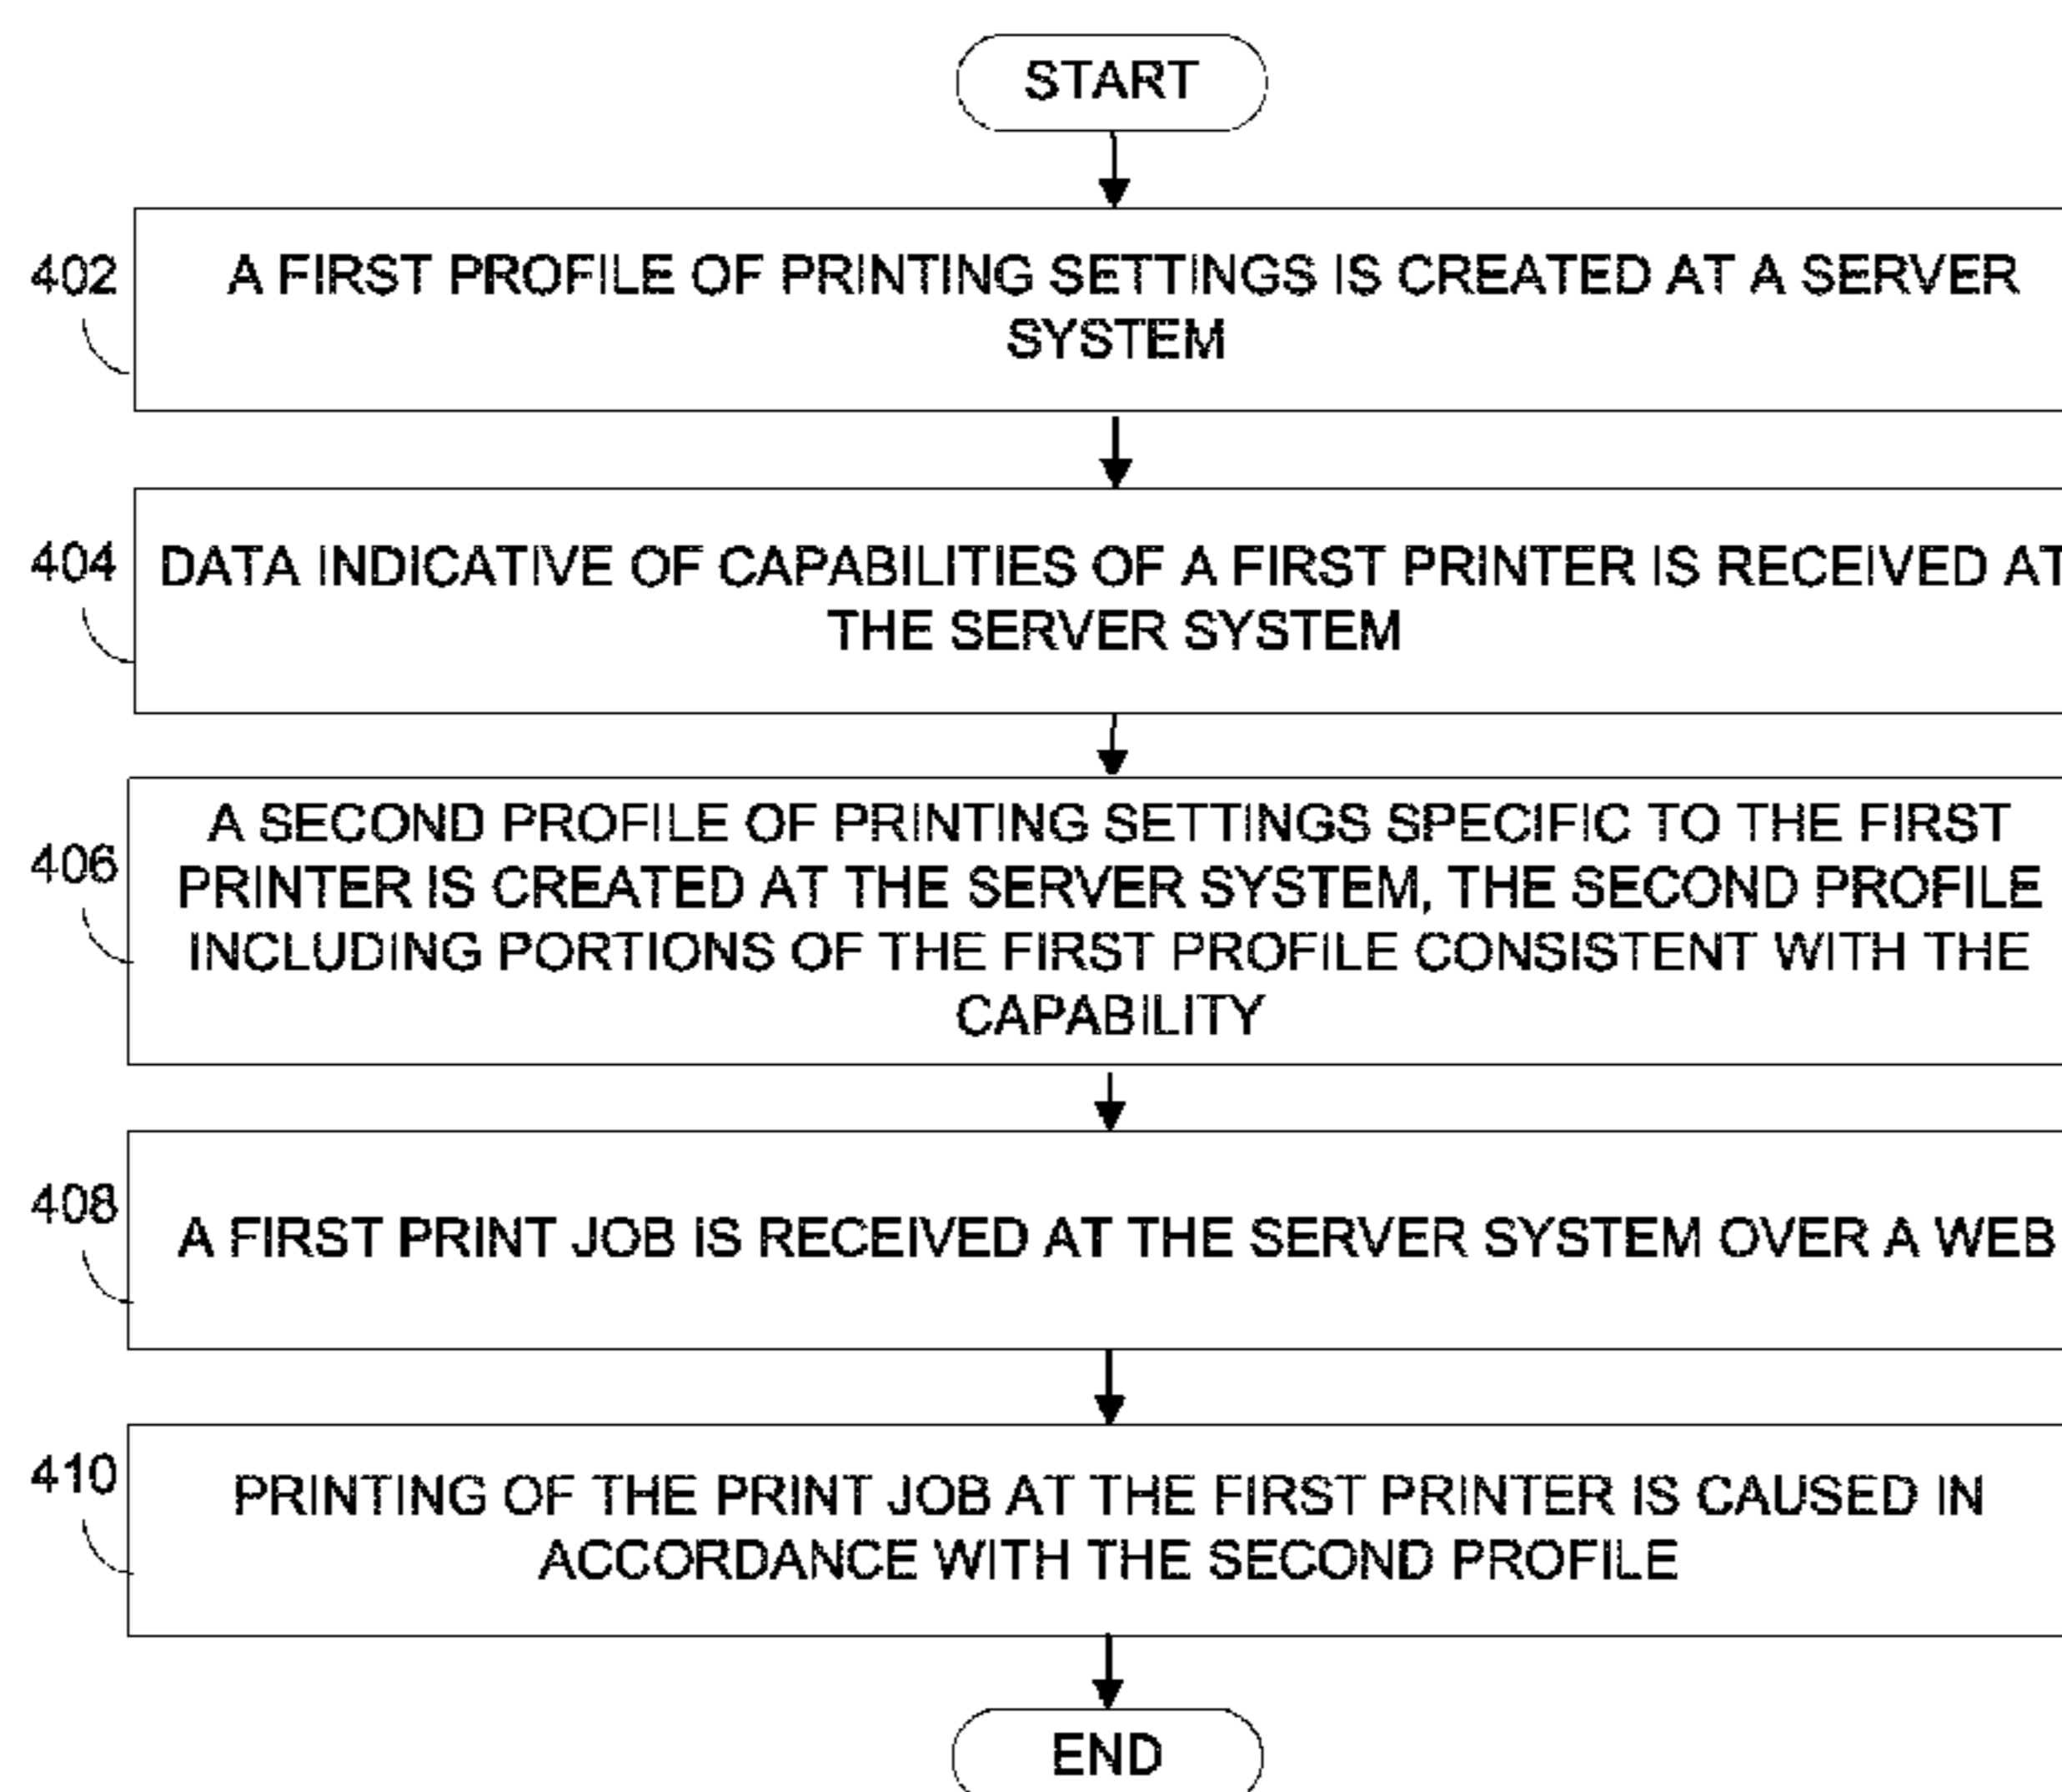 START
402
A FIRST PROFILE OF PRINTING SETTINGS IS CREATED AT A SERVER
SYSTEM
404
DATA INDICATIVE OF CAPABILITIES OF A FIRST PRINTER IS RECEIVED AT
THE SERVER SYSTEM
406
A SECOND PROFILE OF PRINTING SETTINGS SPECIFIC TO THE FIRST
PRINTER IS CREATED AT THE SERVER SYSTEM, THE SECOND PROFILE
INCLUDING PORTIONS OF THE FIRST PROFILE CONSISTENT WITH THE
CAPABILITY
408
A FIRST PRINT JOB IS RECEIVED AT THE SERVER SYSTEM OVER A WEB
410
PRINTING OF THE PRINT JOB AT THE FIRST PRINTER IS CAUSED IN
ACCORDANCE WITH THE SECOND PROFILE
END